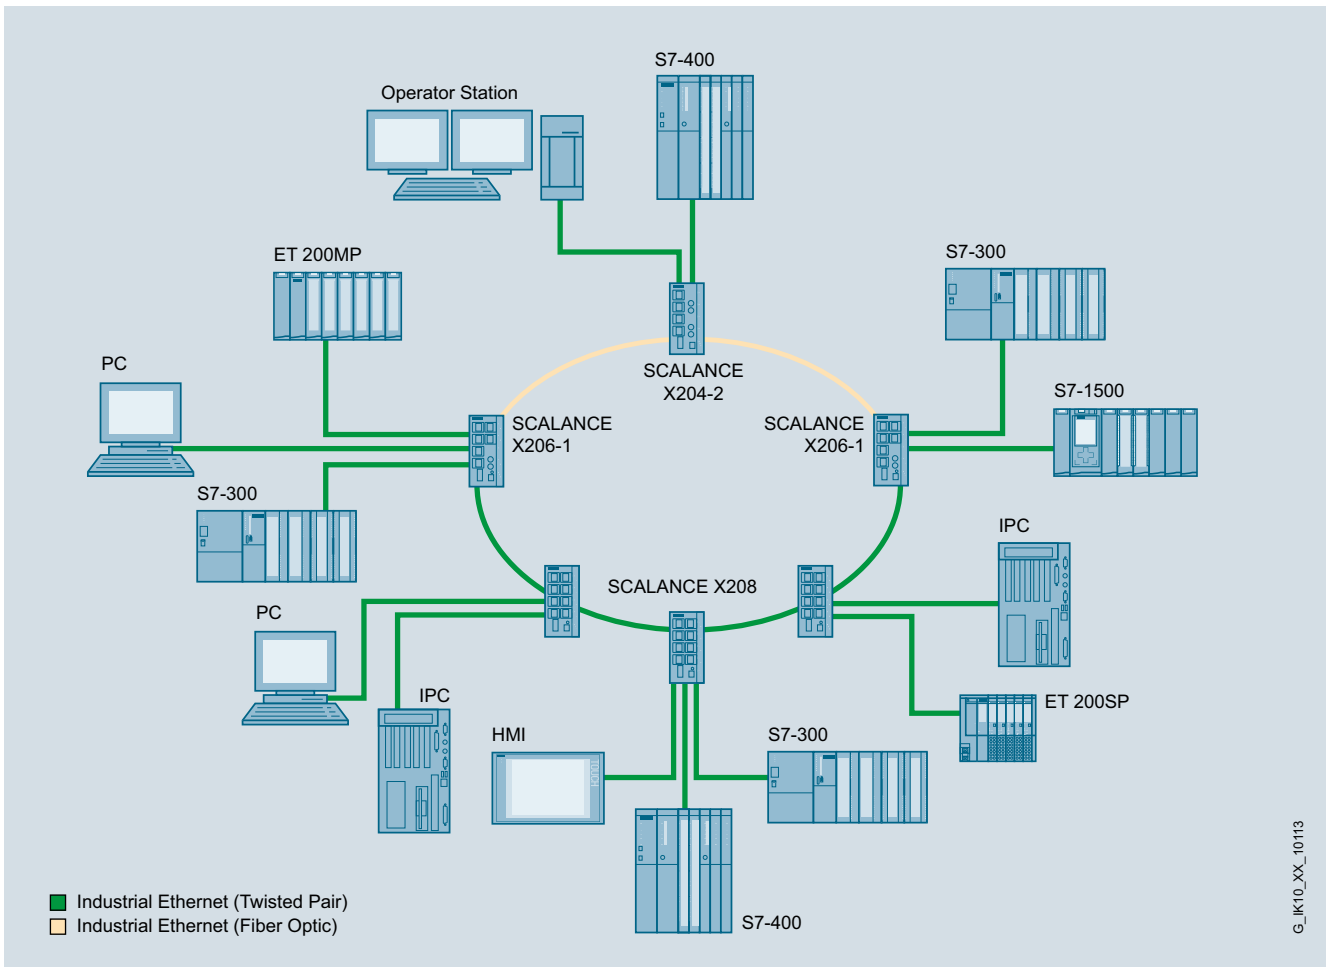 S7-400
Operator Station
ET 200MP
S7-300
PC
SCALANCE
X204-2
S7-1500
SCALANCE
X206-1
SCALANCE
X206-1
S7-300
IPC
SCALANCE X208
PC
IPC
ET 200SP
HMI
S7-300
S7-400
Industrial Ethernet (Twisted Pair)
Industrial Ethernet (Fiber Optic)
G_IK10_XX_10113